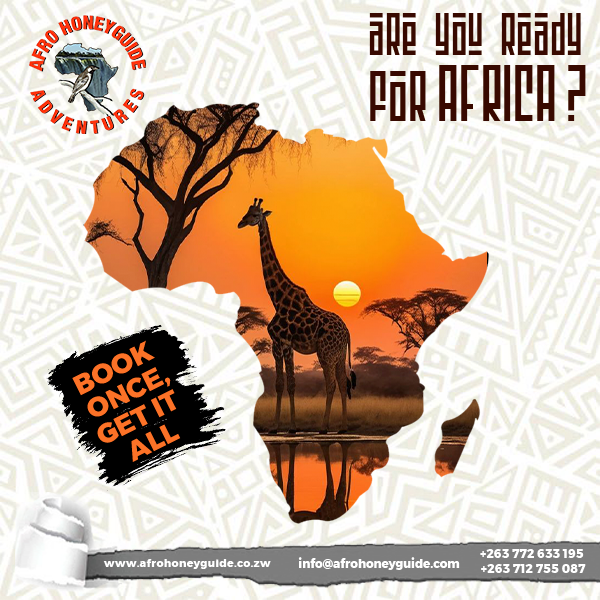 AFRO HONEYGUIDE
ADVENTURES
ARE YOU READY
FOR AFRICA?
BOOK
ONCE,
GET IT
ALL
www.afrohoneyguide.co.zw
info@afrohoneyguide.com
+263 772 633 195
+263 712 755 087